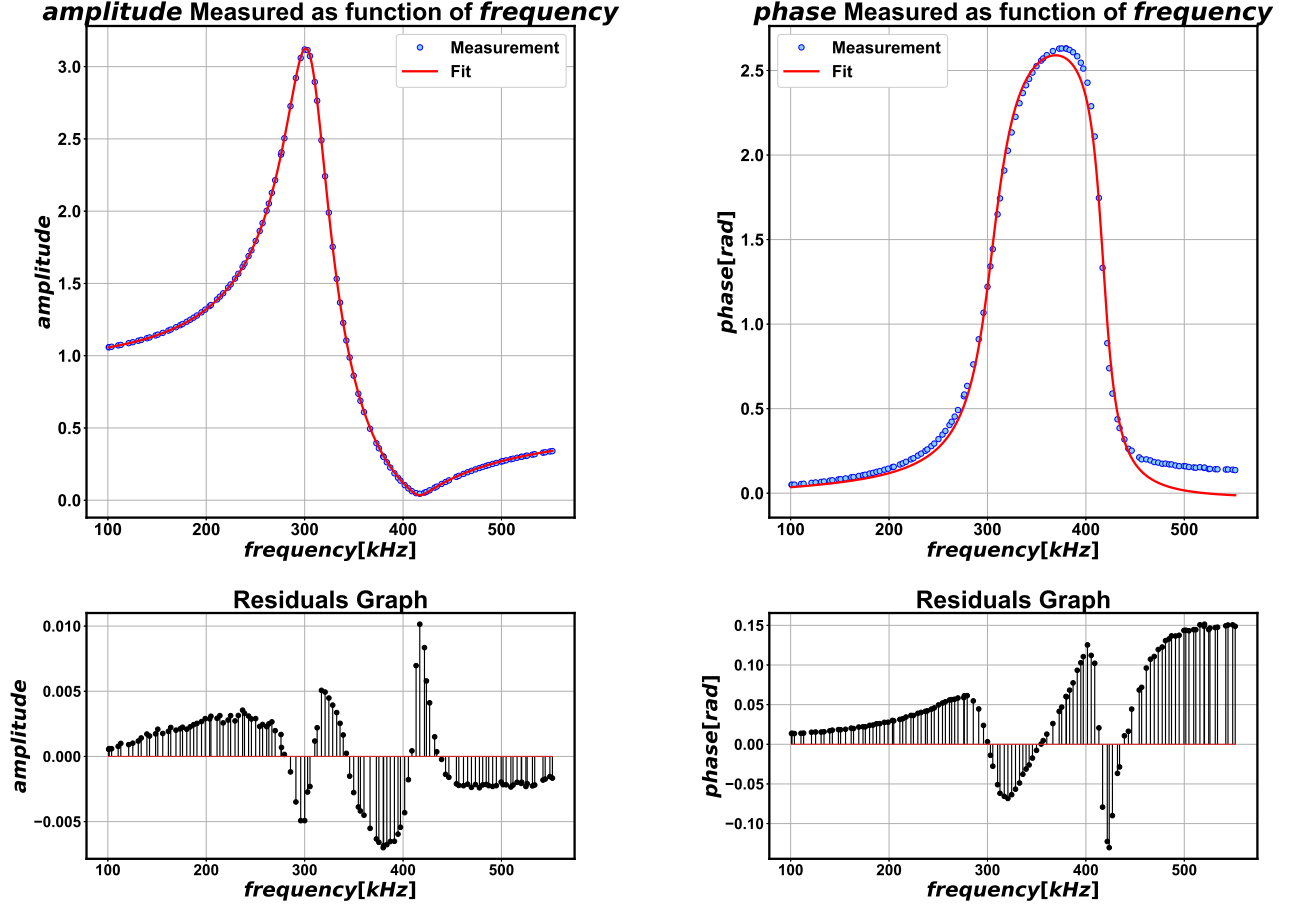 amplitude Measured as function of frequency
Measurement
Fit
3.0
2.5
2.0
1.5
1.0
0.5
0.0
amplitude
100
200
300
400
500
frequency[kHz]
phase Measured as function of frequency
Measurement
Fit
2.5
2.0
1.5
1.0
0.5
0.0
phase[rad]
100
200
300
400
500
frequency[kHz]
Residuals Graph
0.010
0.005
0.000
−0.005
amplitude
100
200
300
400
500
frequency[kHz]
Residuals Graph
0.15
0.10
0.05
0.00
−0.05
−0.10
phase[rad]
100
200
300
400
500
frequency[kHz]